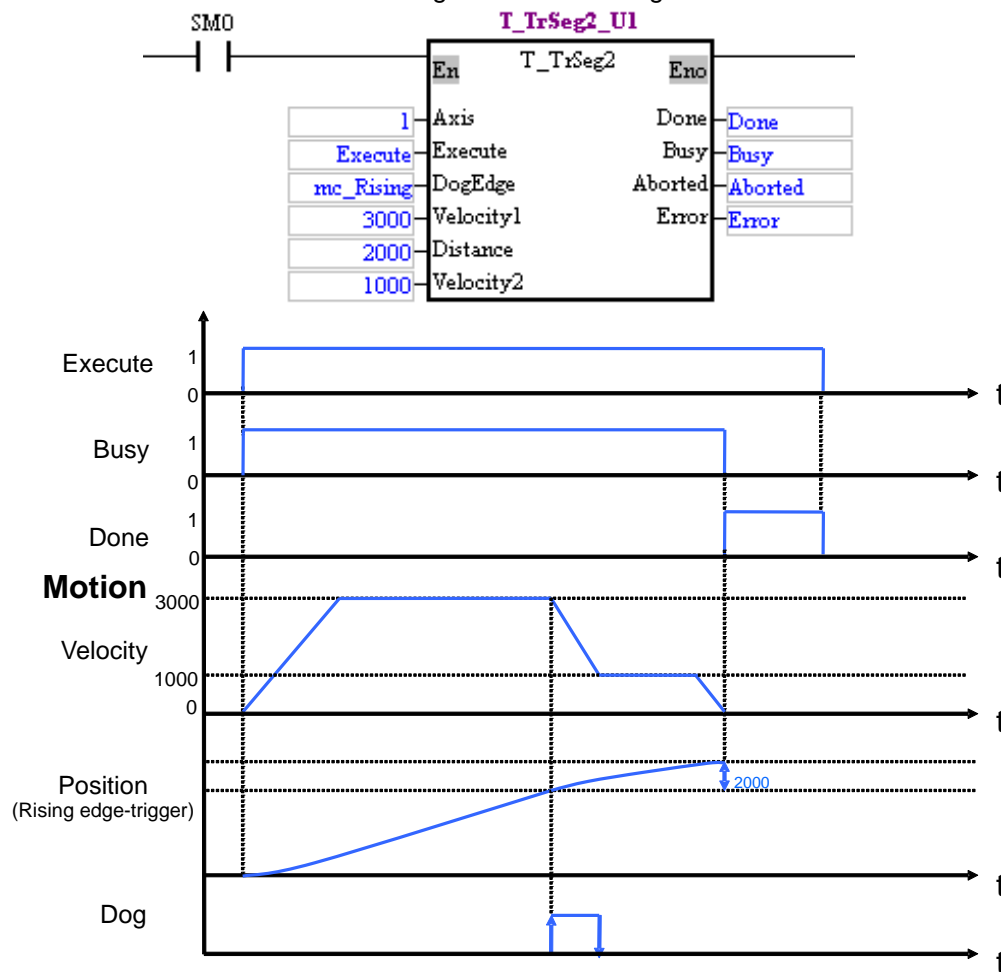 SM0
T_TrSeg2_U1
T_TrSeg2
En
Eno
1
Axis
Done
Done
Execute
Execute
Busy
Busy
mc_Rising
DogEdge
Aborted
Aborted
3000
Velocity1
Error
Error
2000
Distance
1000
Velocity2
Execute
1
0
t
Busy
1
0
t
Done
1
0
t
Motion
3000
Velocity
1000
0
t
Position
(Rising edge-trigger)
2000
t
Dog
t